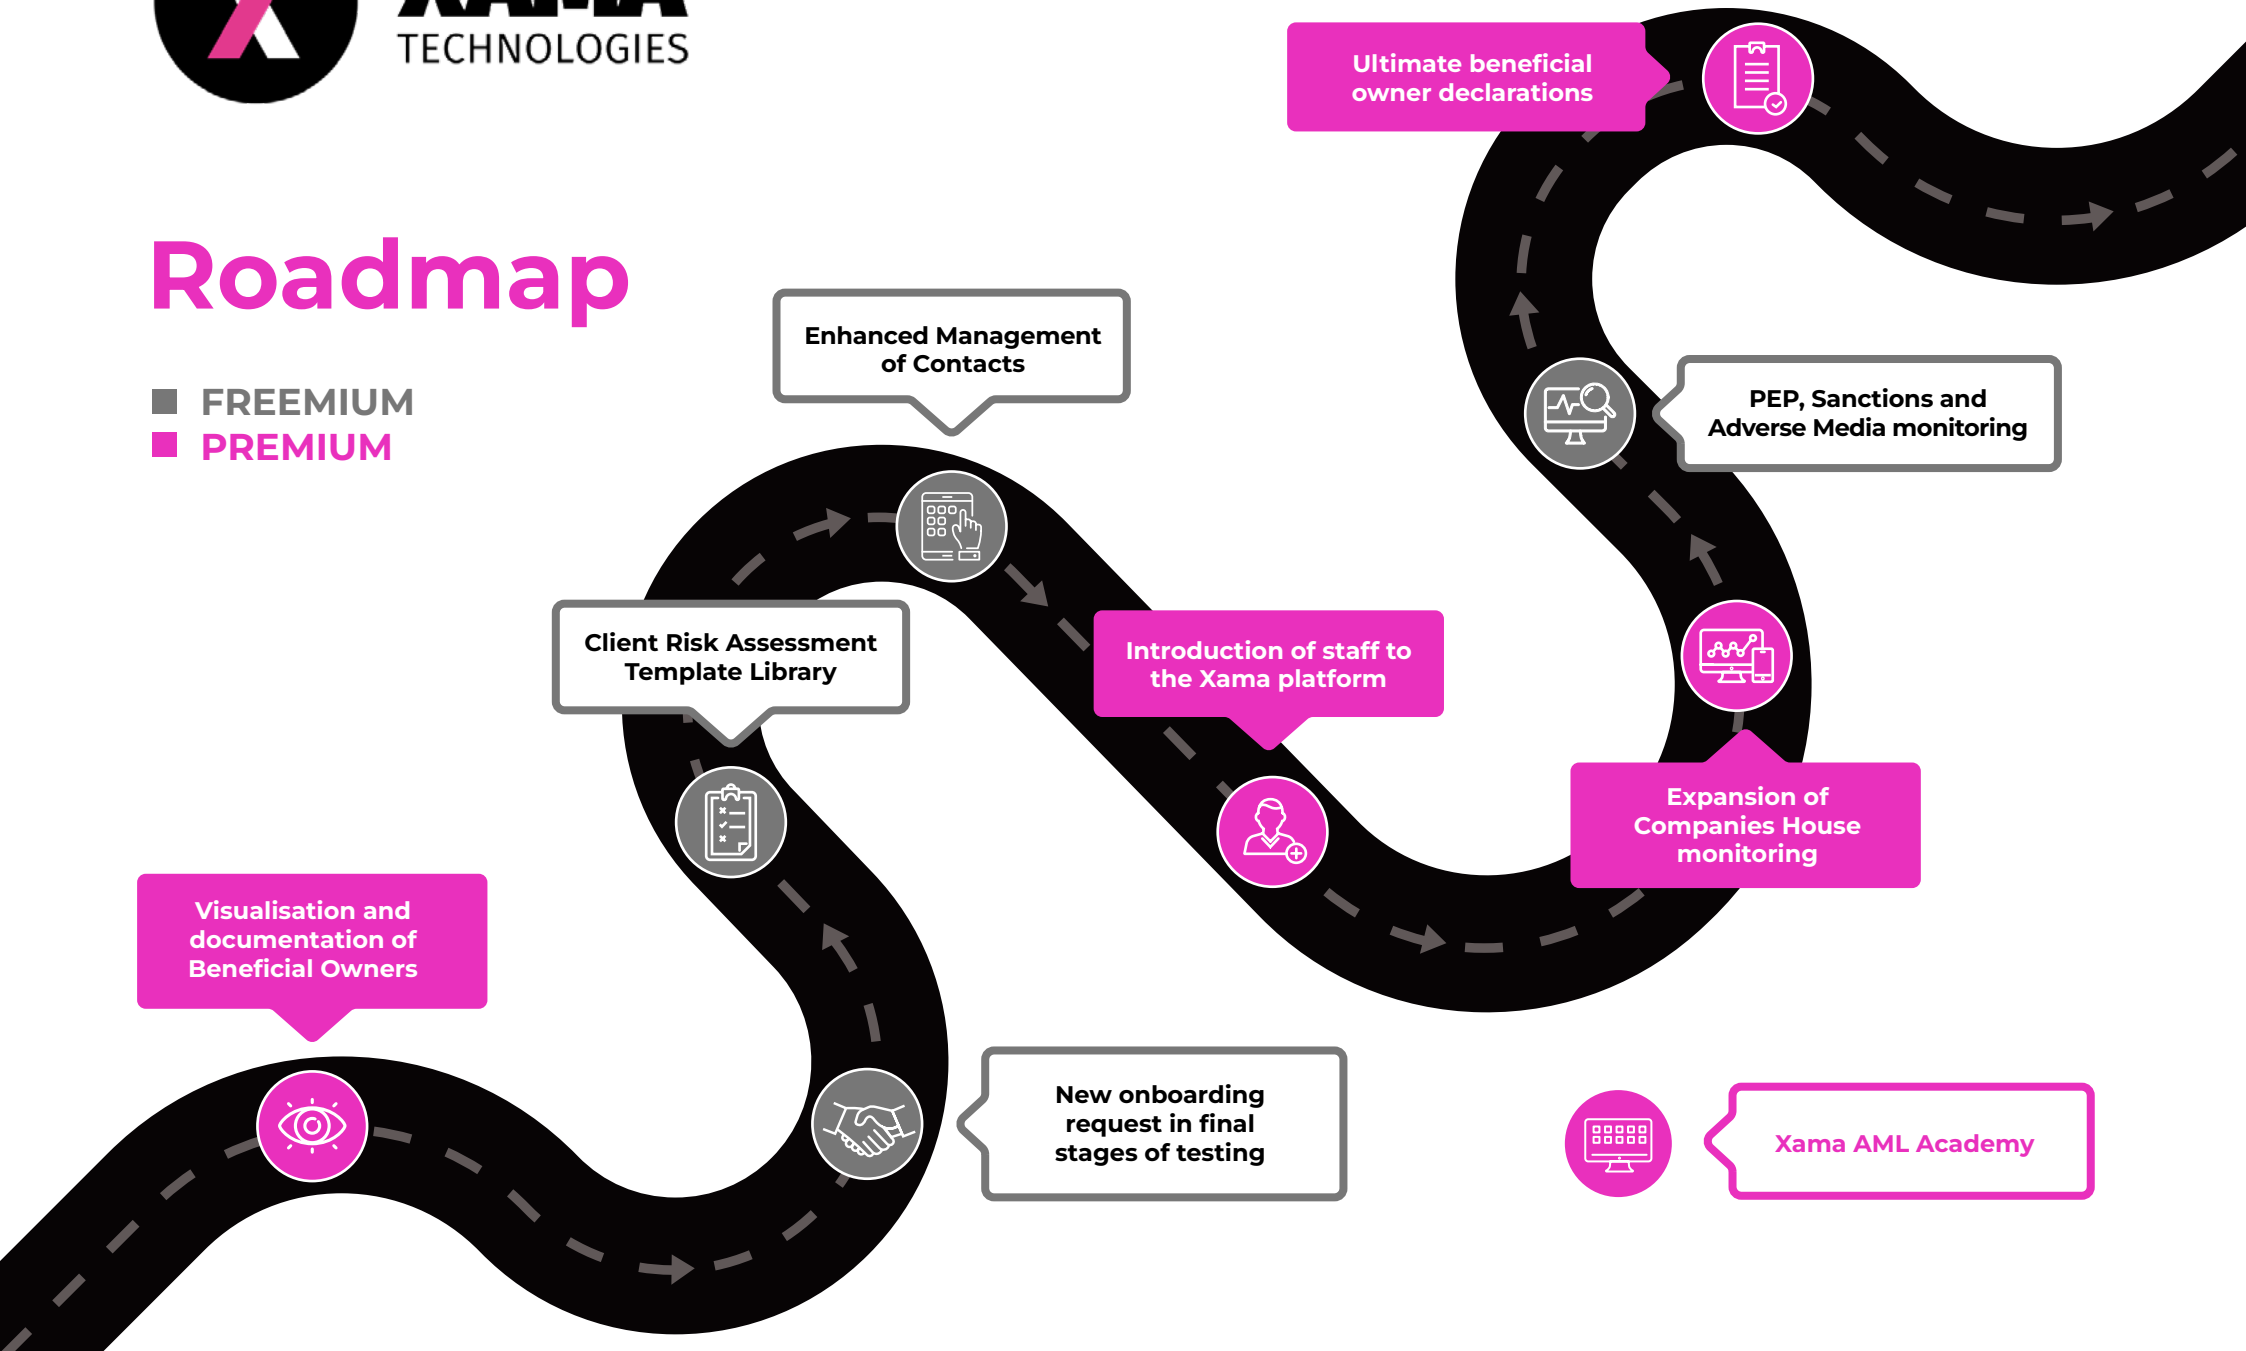 XAMA
TECHNOLOGIES
Roadmap
FREEMIUM
PREMIUM
Ultimate beneficial
owner declarations
Enhanced Management
of Contacts
PEP, Sanctions and
Adverse Media monitoring
Client Risk Assessment
Template Library
Introduction of staff to
the Xama platform
Expansion of
Companies House
monitoring
Visualisation and
documentation of
Beneficial Owners
New onboarding
request in final
stages of testing
Xama AML Academy